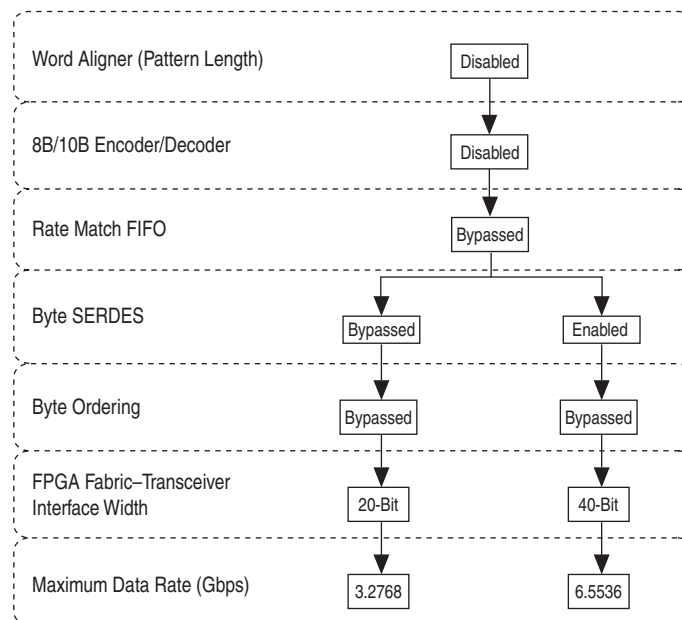 Word Aligner (Pattern Length)
Disabled
8B/10B Encoder/Decoder
Disabled
Rate Match FIFO
Bypassed
Byte SERDES
Bypassed
Enabled
Byte Ordering
Bypassed
Bypassed
FPGA Fabric–Transceiver
Interface Width
20-Bit
40-Bit
Maximum Data Rate (Gbps)
3.2768
6.5536